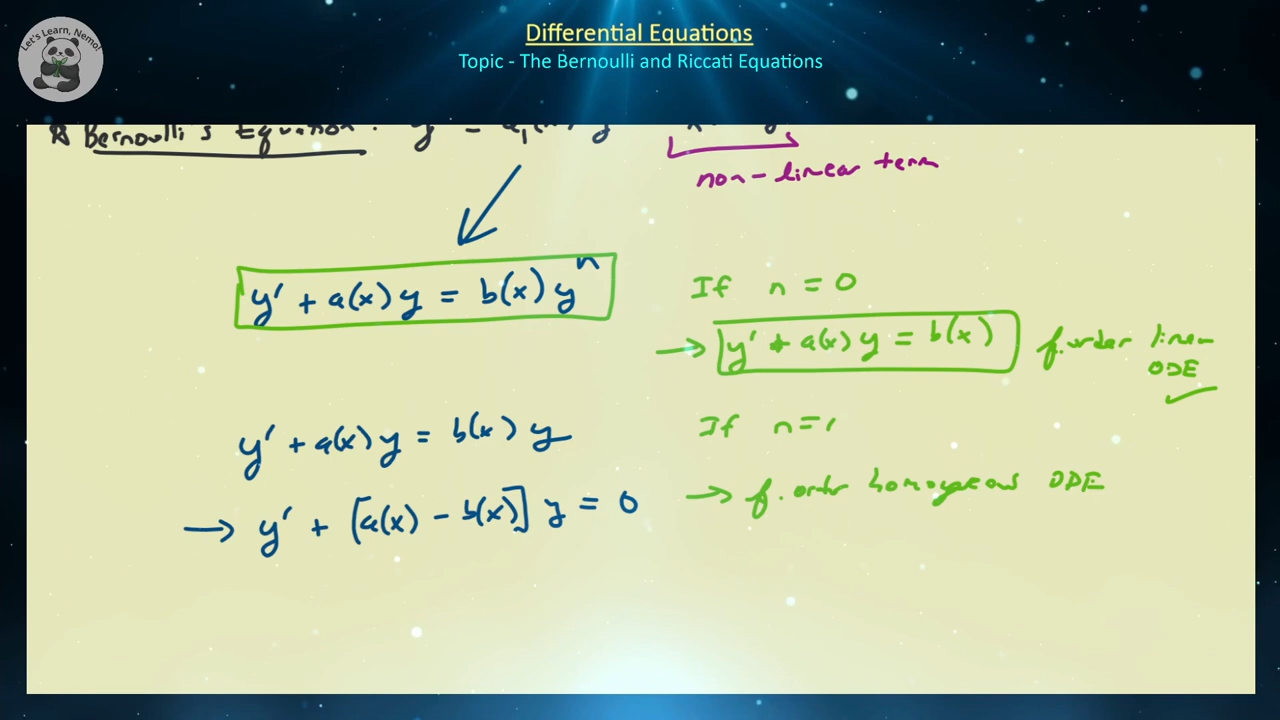 Let's Learn, Nemo!
Differential Equations
Topic - The Bernoulli and Riccati Equations
Bernoulli's Equation: y
non-linear term
y' + a(x) y = b(x) y^n
If n = 0
→ y' + a(x) y = b(x) f. order linear ODE
y' + a(x) y = b(x) y
If n = 1
→ f. order homogeneous ODE
→ y' + [a(x) - b(x)] y = 0